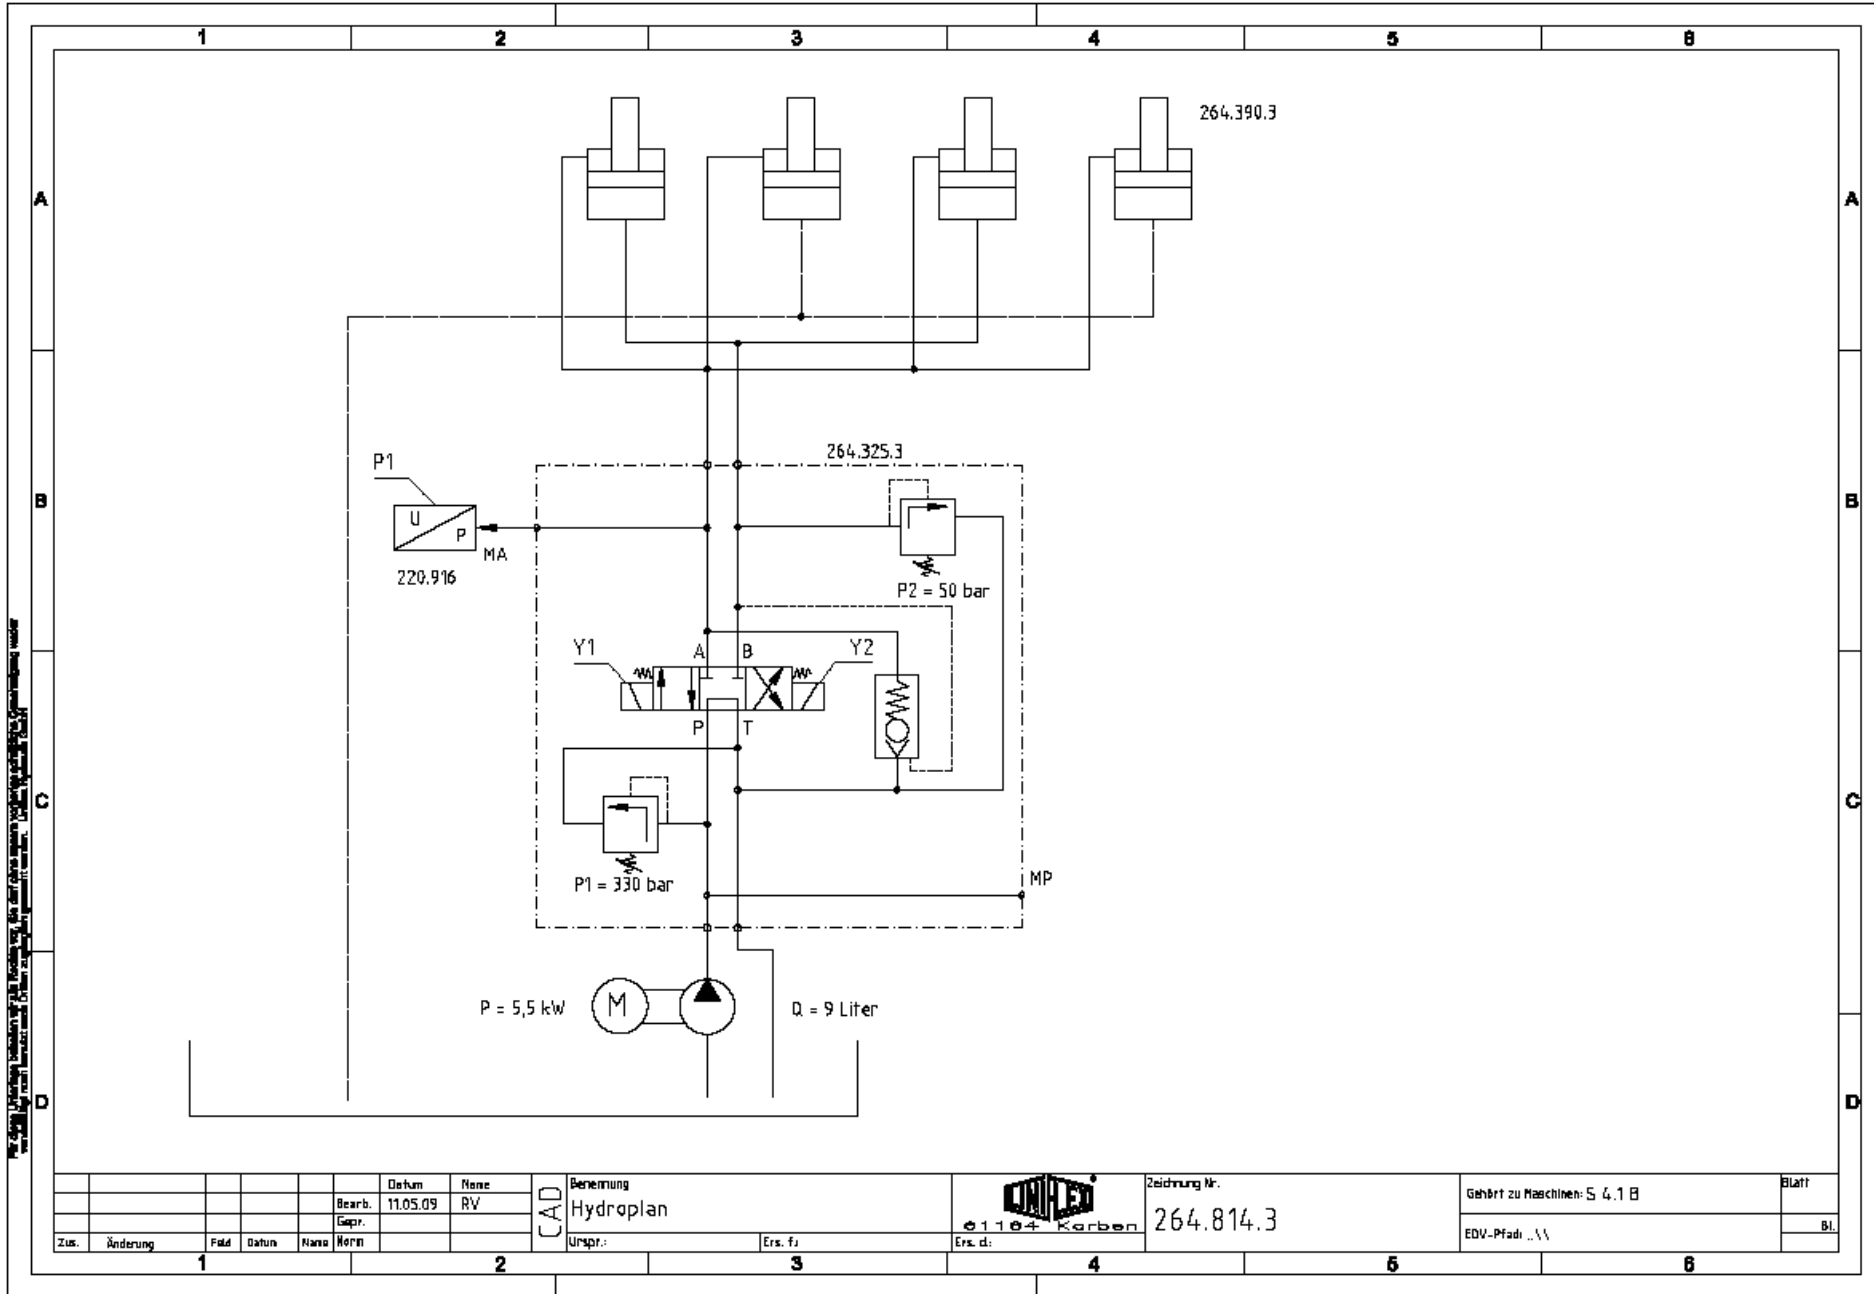 1 2 3 4 5 6
264.390.3
A A
264.325.3
P1
B B
U
P
MA
220.916
P2 = 50 bar
Y1 A B Y2
P T
C C
P1 = 330 bar
MP
P = 5,5 kW M Q = 9 Liter
D D
Datum Name
Bearb. 11.05.09 RV
Gepr.
Zus. Änderung Feld Datum Name Norm
CAD
Benennung
Hydroplan
Urspr.: Ers. f.: Ers. d.:
61184 Karben
Zeichnung Nr.
264.814.3
Gehört zu Maschinen: S 4.1 B
EDV-Pfad: ..\\
Blatt
Bl.
1 2 3 4 5 6